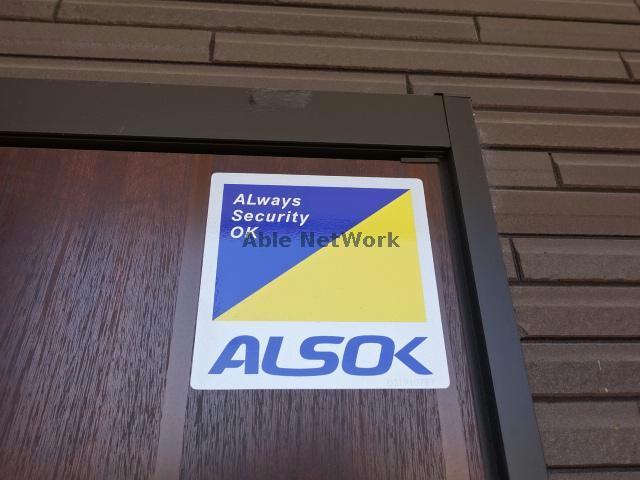 ALways
Security
OK
Able NetWork
ALSOK